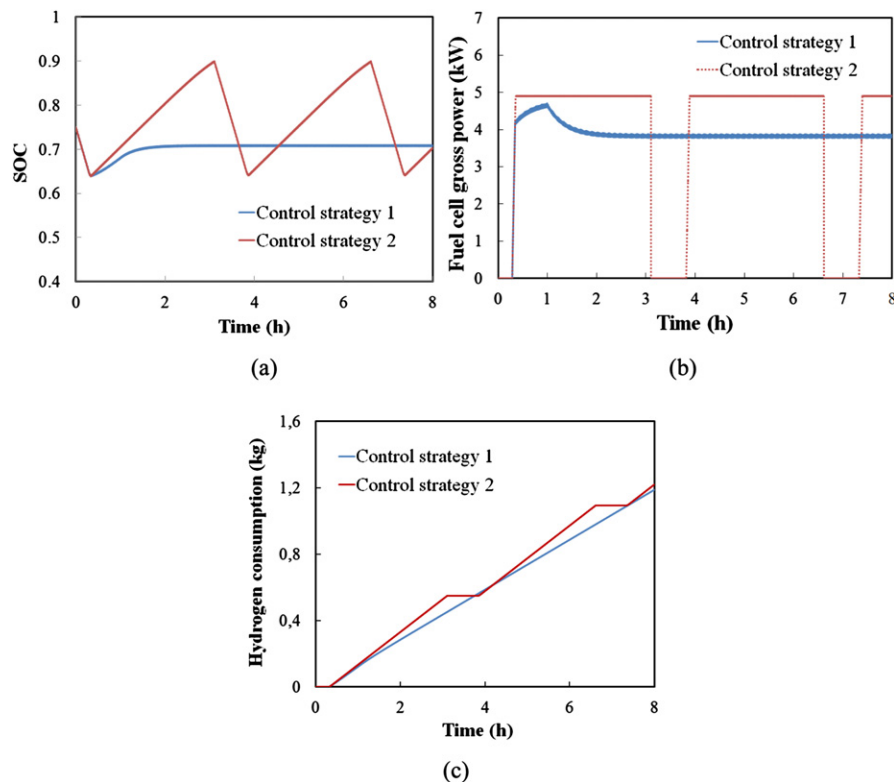 1
0.9
0.8
0.7
0.6
0.5
0.4
SOC
0 2 4 6 8
Time (h)
Control strategy 1
Control strategy 2
(a)
7
6
5
4
3
2
1
0
Fuel cell gross power (kW)
0 1 2 3 4 5 6 7 8
Time (h)
Control strategy 1
Control strategy 2
(b)
1,6
1,2
0,8
0,4
0
Hydrogen consumption (kg)
0 2 4 6 8
Time (h)
Control strategy 1
Control strategy 2
(c)